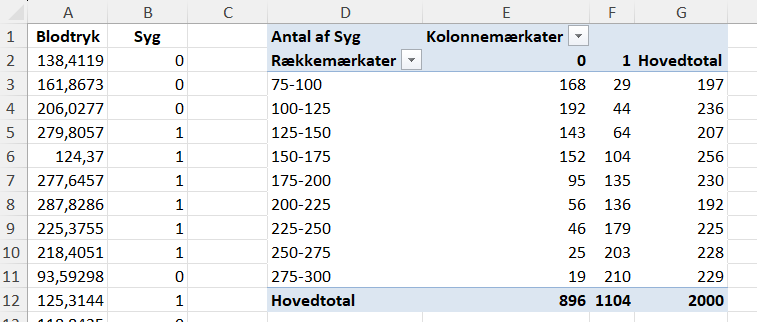 A B C D E F G
1 Blodtryk Syg Antal af Syg Kolonnemærkater
2 138,4119 0 Rækkemærkater 0 1 Hovedtotal
3 161,8673 0 75-100 168 29 197
4 206,0277 0 100-125 192 44 236
5 279,8057 1 125-150 143 64 207
6 124,37 1 150-175 152 104 256
7 277,6457 1 175-200 95 135 230
8 287,8286 1 200-225 56 136 192
9 225,3755 1 225-250 46 179 225
10 218,4051 1 250-275 25 203 228
11 93,59298 0 275-300 19 210 229
12 125,3144 1 Hovedtotal 896 1104 2000